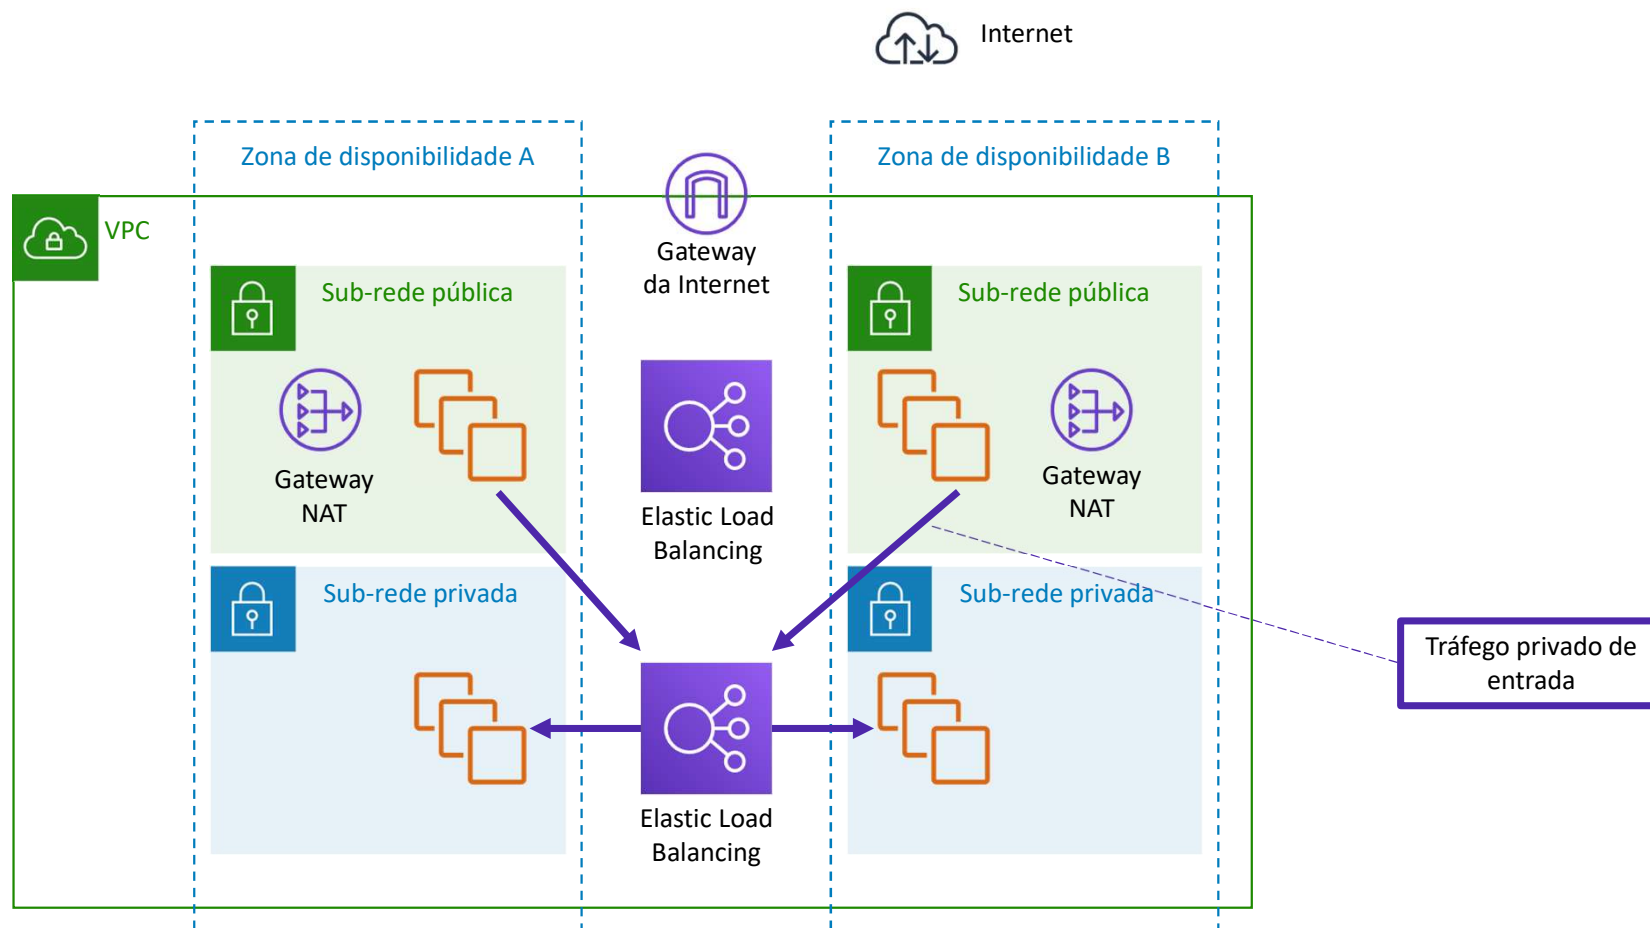 Internet
Zona de disponibilidade A
Zona de disponibilidade B
VPC
Gateway
da Internet
Sub-rede pública
Sub-rede pública
Gateway
NAT
Elastic Load
Balancing
Gateway
NAT
Sub-rede privada
Sub-rede privada
Tráfego privado de
entrada
Elastic Load
Balancing